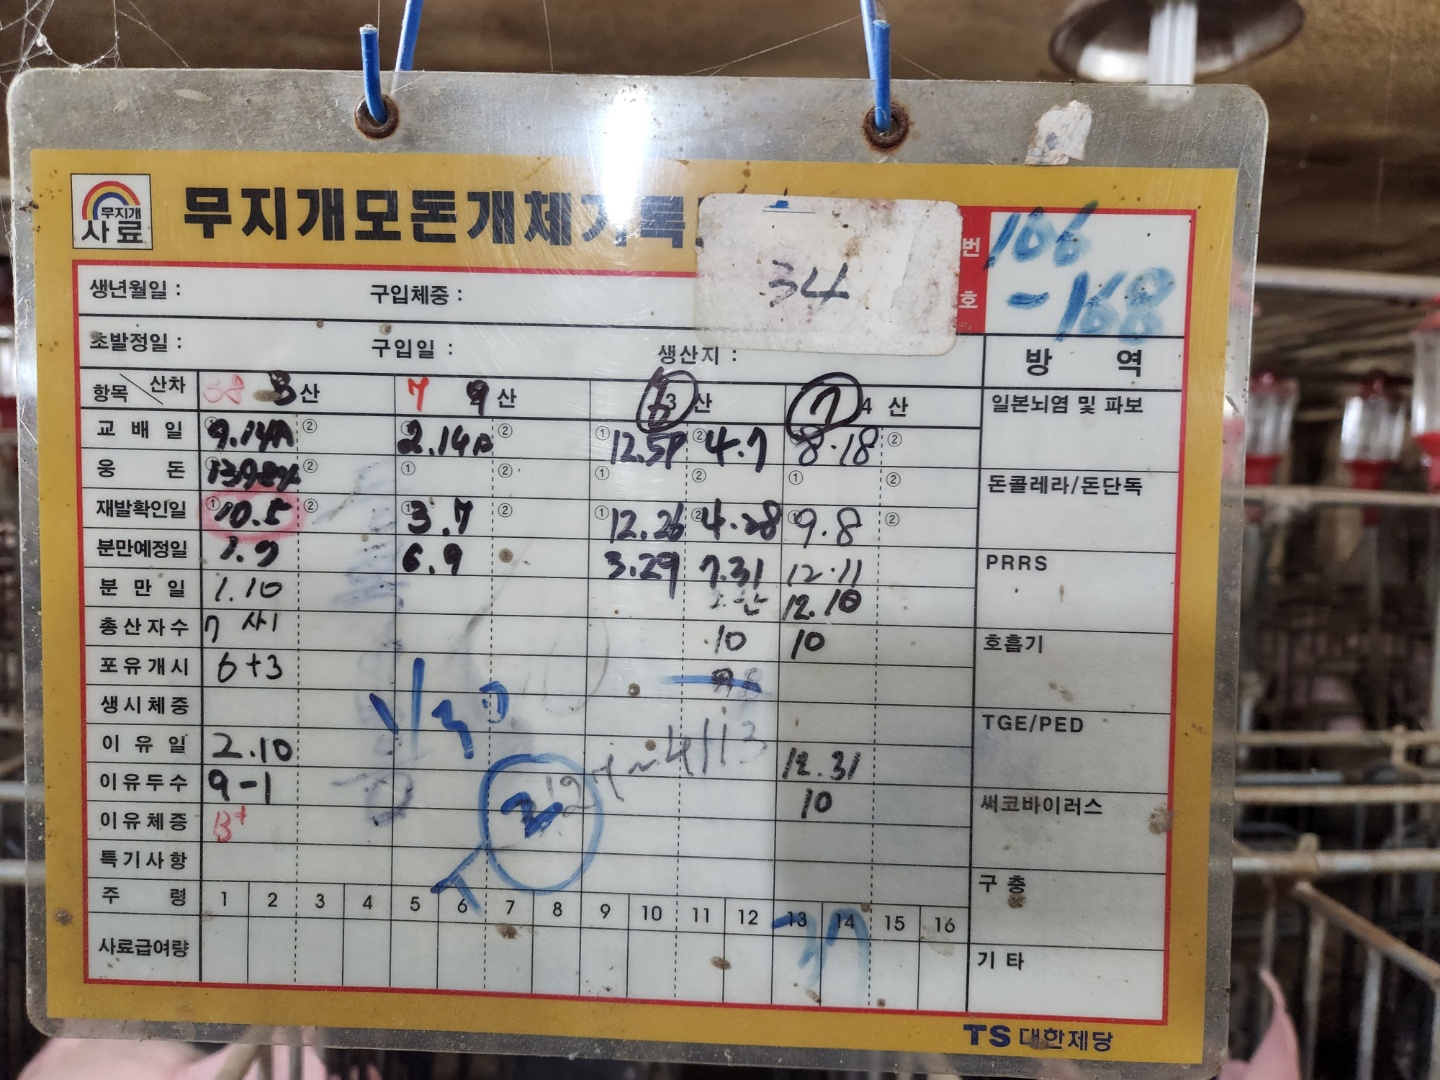 무지개
사료
무지개모돈개체기록
34
번
호
106
-168
생년월일 :
구입체중 :
초발정일 :
구입일 :
생산지 :
방 역
항목 산차
산
7 9 산
3 산
7 4 산
일본뇌염 및 파보
교배일 9.14A ② 2.14A ② ① 12.5P ② 4.7 8.18 ②
웅돈 ② ① ② ① ② ① ②
돈콜레라/돈단독
재발확인일 ① 10.5 ② 3.7 ② ① 12.26 4.28 9.8 ②
분만예정일 1.7 6.9 3.29 7.31 12.11
PRRS
분만일 1.10 12.10
총산자수 7 사1 10 10
호흡기
포유개시 6+3
생시체중
TGE/PED
1/30
이유일 2.10 4/13 12.31
이유두수 9-1 10
2
써코바이러스
이유체중 B+
특기사항
구충
주령 1 2 3 4 5 6 7 8 9 10 11 12 13 14 15 16
37
사료급여량
기타
TS 대한제당